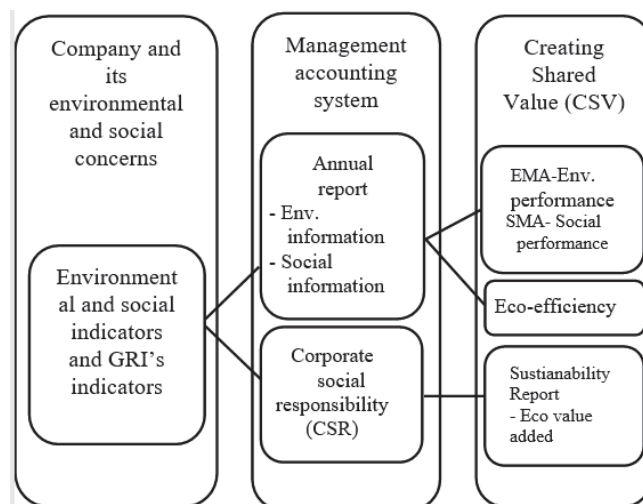 Company and
its
environmental
and social
concerns
Environment
al and social
indicators
and GRI's
indicators
Management
accounting
system
Annual
report
- Env.
information
- Social
information
Corporate
social
responsibility
(CSR)
Creating
Shared
Value (CSV)
EMA-Env.
performance
SMA- Social
performance
Eco-efficiency
Sustianability
Report
- Eco value
added